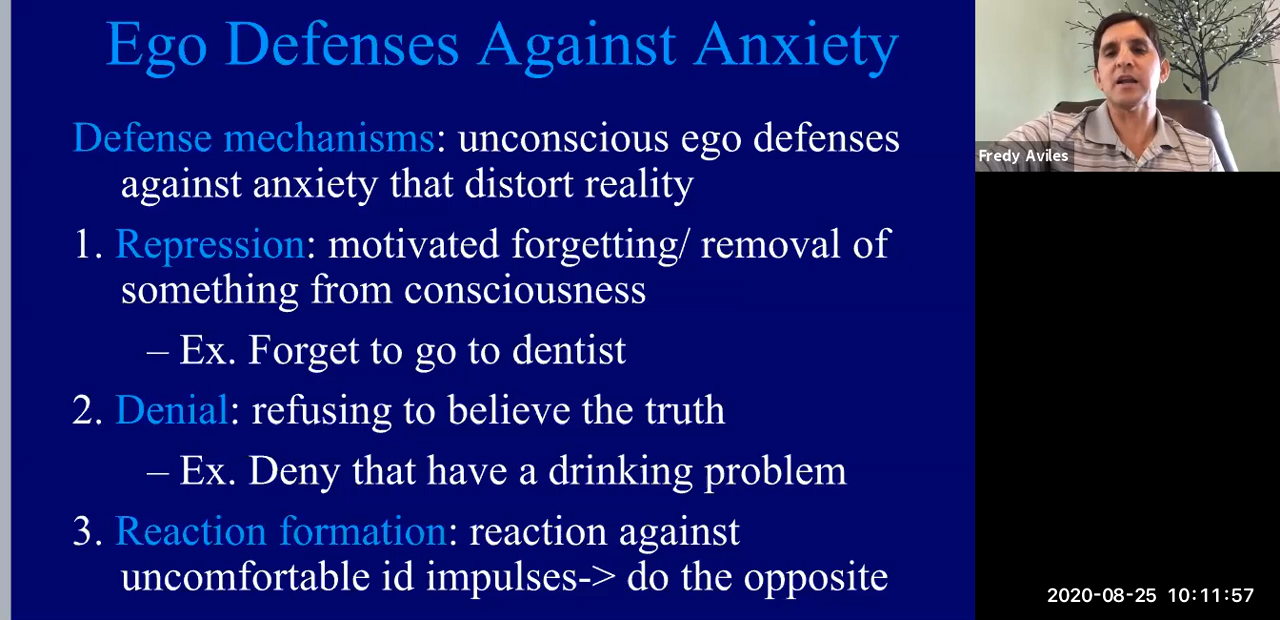 Ego Defenses Against Anxiety
Defense mechanisms: unconscious ego defenses
against anxiety that distort reality
1. Repression: motivated forgetting/ removal of
something from consciousness
– Ex. Forget to go to dentist
2. Denial: refusing to believe the truth
– Ex. Deny that have a drinking problem
3. Reaction formation: reaction against
uncomfortable id impulses-> do the opposite
Fredy Aviles
2020-08-25 10:11:57